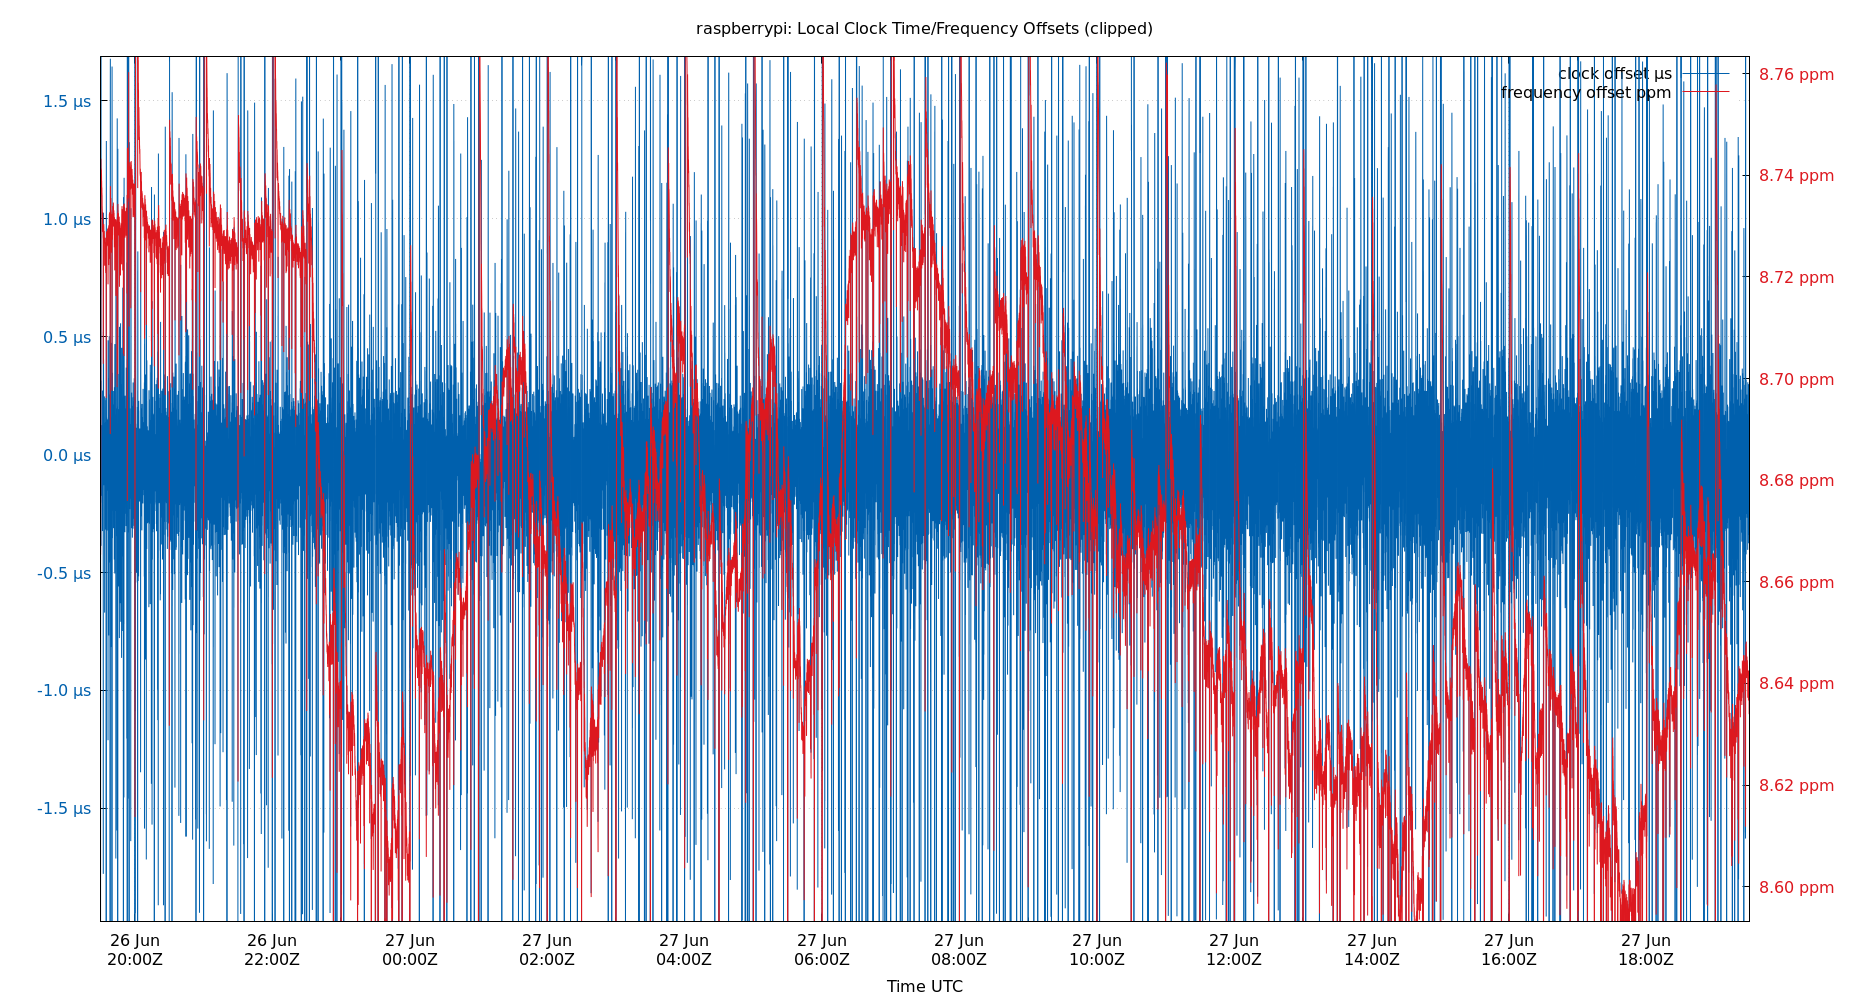 raspberrypi: Local Clock Time/Frequency Offsets (clipped)
clock offset µs
frequency offset ppm
1.5 µs
1.0 µs
0.5 µs
0.0 µs
-0.5 µs
-1.0 µs
-1.5 µs
8.76 ppm
8.74 ppm
8.72 ppm
8.70 ppm
8.68 ppm
8.66 ppm
8.64 ppm
8.62 ppm
8.60 ppm
26 Jun 26 Jun 27 Jun 27 Jun 27 Jun 27 Jun 27 Jun 27 Jun 27 Jun 27 Jun 27 Jun 27 Jun
20:00Z 22:00Z 00:00Z 02:00Z 04:00Z 06:00Z 08:00Z 10:00Z 12:00Z 14:00Z 16:00Z 18:00Z
Time UTC